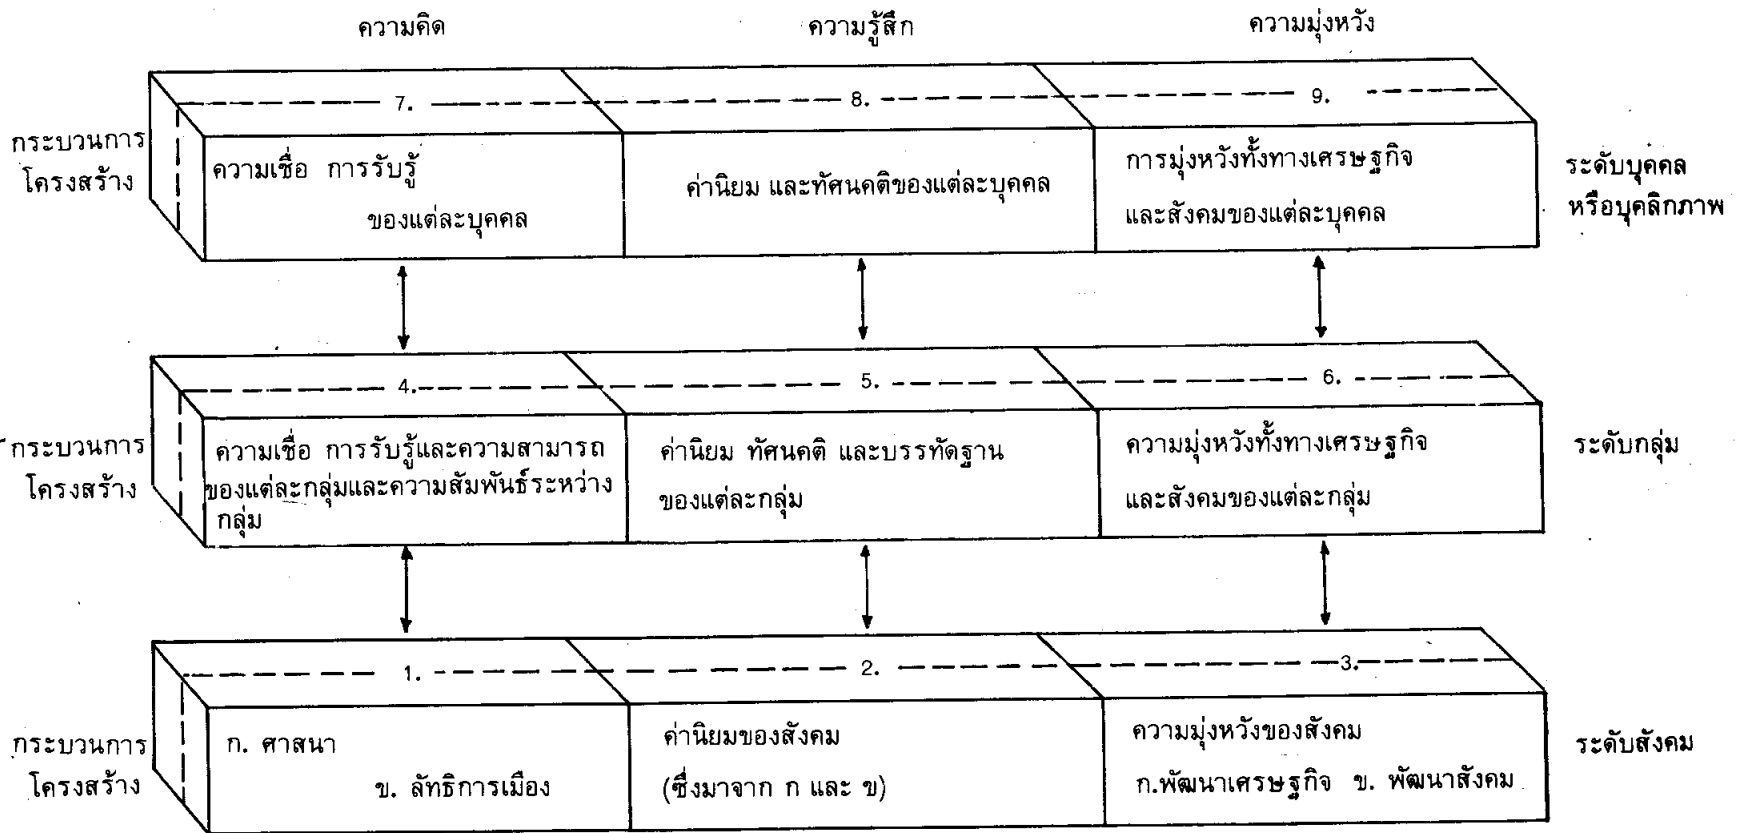 ความคิด ความรู้สึก ความมุ่งหวัง
7. 8. 9.
กระบวนการ
โครงสร้าง
ความเชื่อ การรับรู้
ของแต่ละบุคคล
ค่านิยม และทัศนคติของแต่ละบุคคล
การมุ่งหวังทั้งทางเศรษฐกิจ
และสังคมของแต่ละบุคคล
ระดับบุคคล
หรือบุคลิกภาพ
4. 5. 6.
กระบวนการ
โครงสร้าง
ความเชื่อ การรับรู้และความสามารถ
ของแต่ละกลุ่มและความสัมพันธ์ระหว่าง
กลุ่ม
ค่านิยม ทัศนคติ และบรรทัดฐาน
ของแต่ละกลุ่ม
ความมุ่งหวังทั้งทางเศรษฐกิจ
และสังคมของแต่ละกลุ่ม
ระดับกลุ่ม
1. 2. 3.
กระบวนการ
โครงสร้าง
ก. ศาสนา
ข. ลัทธิการเมือง
ค่านิยมของสังคม
(ซึ่งมาจาก ก และ ข)
ความมุ่งหวังของสังคม
ก.พัฒนาเศรษฐกิจ ข. พัฒนาสังคม
ระดับสังคม